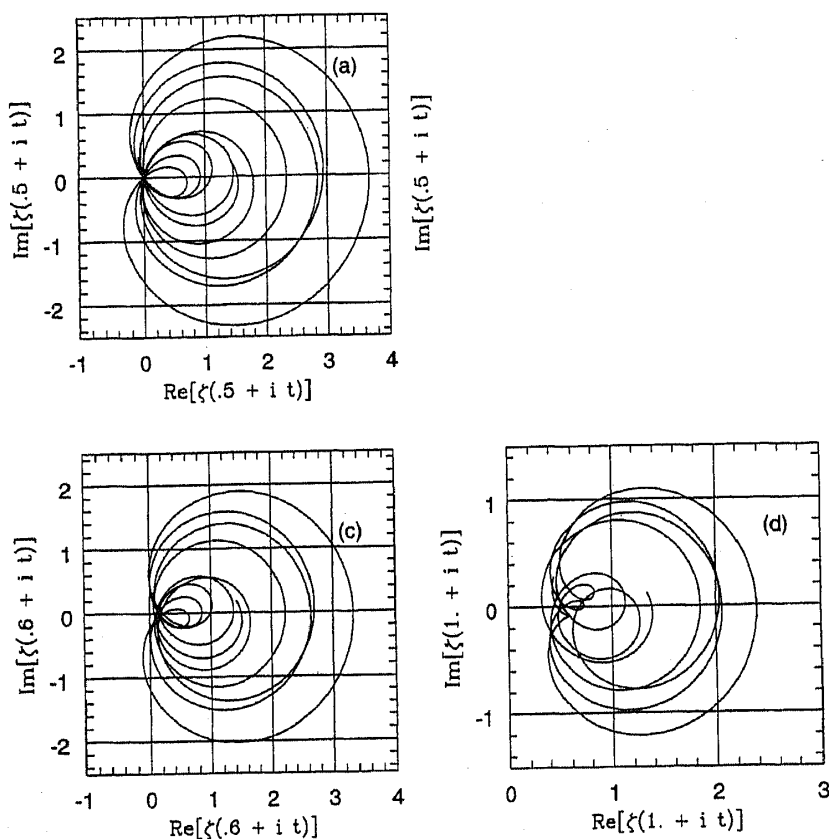 2
1
0
-1
-2
-1
0
1
2
3
4
(a)
Im[ζ(.5 + i t)]
Re[ζ(.5 + i t)]
Im[ζ(.5 + i t)]
2
1
0
-1
-2
-1
0
1
2
3
4
(c)
Im[ζ(.6 + i t)]
Re[ζ(.6 + i t)]
1
0
-1
0
1
2
3
(d)
Im[ζ(1. + i t)]
Re[ζ(1. + i t)]